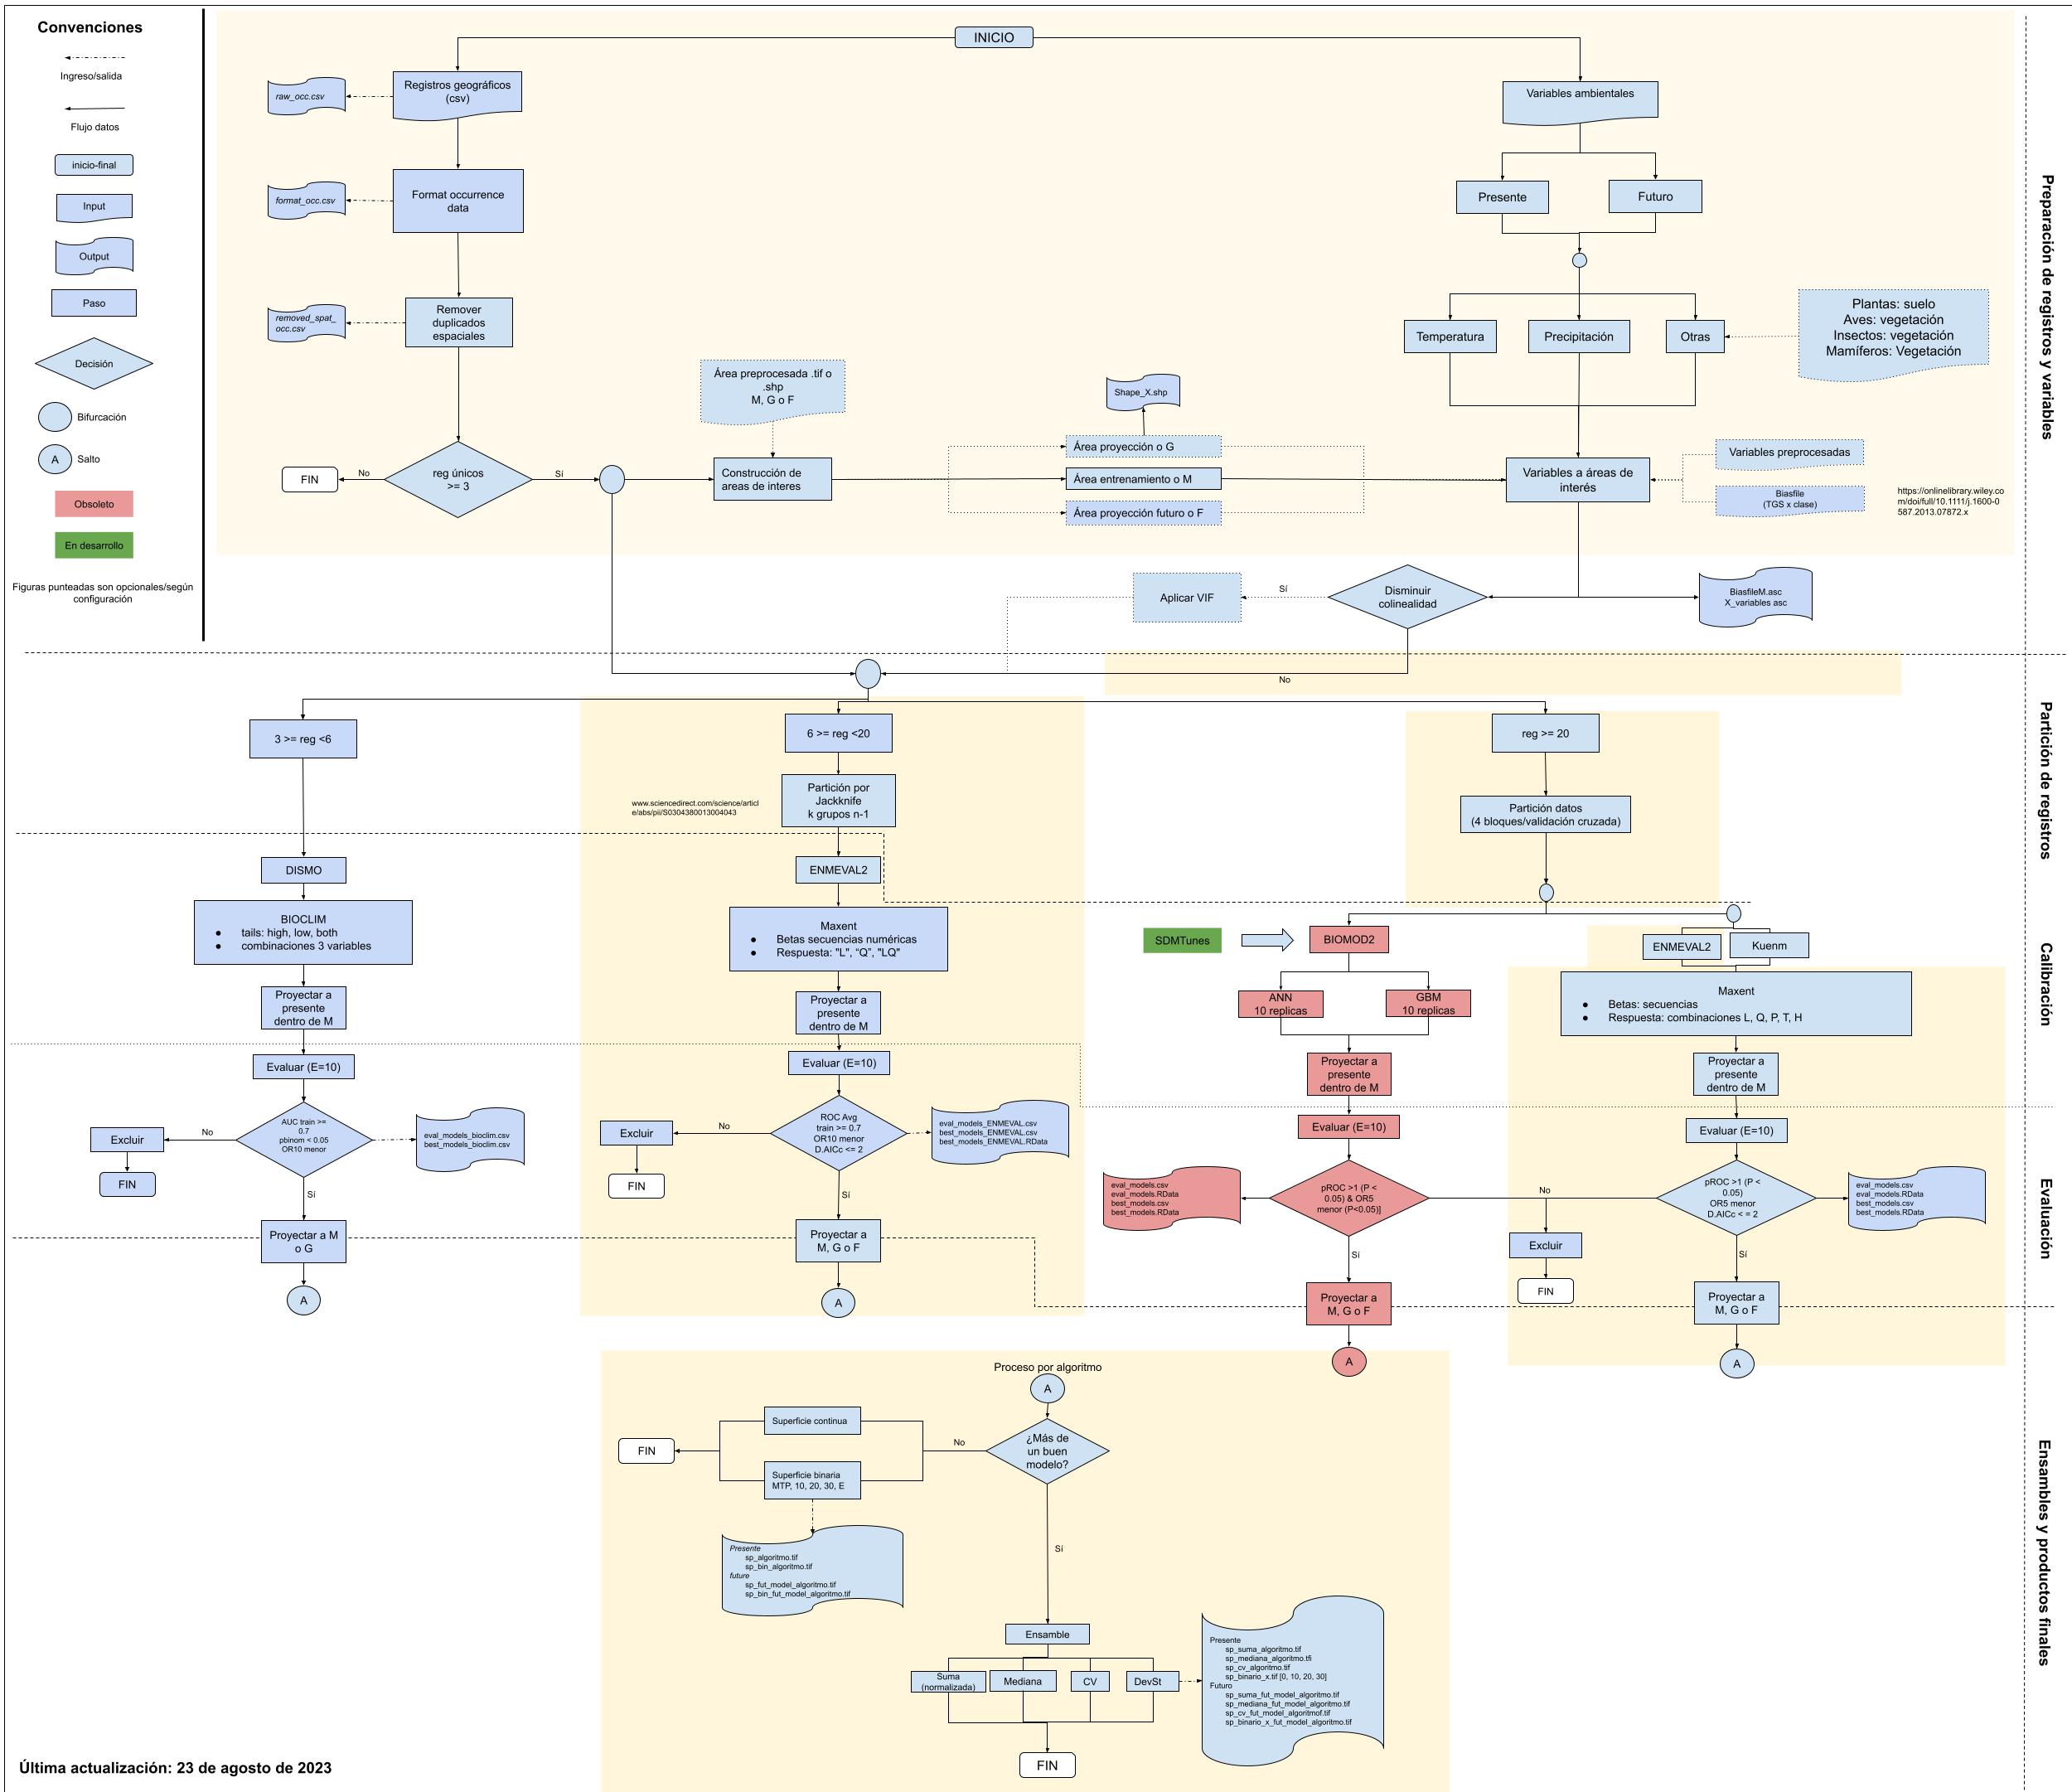 Convenciones
Ingreso/salida
Flujo datos
inicio-final
Input
Output
Paso
Decisión
Bifurcación
A
Salto
Obsoleto
En desarrollo
Figuras punteadas son opcionales/según
configuración
INICIO
Registros geográficos
(csv)
raw_occ.csv
Format occurrence
data
format_occ.csv
Remover
duplicados
espaciales
removed_spat_
occ.csv
reg únicos
>= 3
No
FIN
Sí
Área preprocesada .tif o
.shp
M, G o F
Construcción de
areas de interes
Shape_X.shp
Área proyección o G
Área entrenamiento o M
Área proyección futuro o F
Variables ambientales
Presente
Futuro
Temperatura
Precipitación
Otras
Plantas: suelo
Aves: vegetación
Insectos: vegetación
Mamíferos: Vegetación
Variables a áreas de
interés
Variables preprocesadas
Biasfile
(TGS x clase)
https://onlinelibrary.wiley.co
m/doi/full/10.1111/j.1600-0
587.2013.07872.x
Preparación de registros y variables
Aplicar VIF
Sí
Disminuir
colinealidad
BiasfileM.asc
X_variables asc
No
3 >= reg <6
6 >= reg <20
reg >= 20
Partición por
Jackknife
k grupos n-1
www.sciencedirect.com/science/articl
e/abs/pii/S0304380013004043
Partición datos
(4 bloques/validación cruzada)
Partición de registros
DISMO
BIOCLIM
● tails: high, low, both
● combinaciones 3 variables
Proyectar a
presente
dentro de M
ENMEVAL2
Maxent
● Betas secuencias numéricas
● Respuesta: "L", “Q”, "LQ"
Proyectar a
presente
dentro de M
SDMTunes
BIOMOD2
ANN
10 replicas
GBM
10 replicas
Proyectar a
presente
dentro de M
ENMEVAL2
Kuenm
Maxent
● Betas: secuencias
● Respuesta: combinaciones L, Q, P, T, H
Proyectar a
presente
dentro de M
Calibración
Evaluar (E=10)
AUC train >=
0.7
pbinom < 0.05
OR10 menor
No
Excluir
FIN
eval_models_bioclim.csv
best_models_bioclim.csv
Sí
Proyectar a M
o G
A
Evaluar (E=10)
ROC Avg
train >= 0.7
OR10 menor
D.AICc <= 2
No
Excluir
FIN
eval_models_ENMEVAL.csv
best_models_ENMEVAL.csv
best_models_ENMEVAL.RData
Sí
Proyectar a
M, G o F
A
Evaluar (E=10)
pROC >1 (P <
0.05) & OR5
menor (P<0.05)]
eval_models.csv
eval_models.RData
best_models.csv
best_models.RData
Sí
Proyectar a
M, G o F
A
No
Excluir
FIN
Evaluar (E=10)
pROC >1 (P <
0.05)
OR5 menor
D.AICc < = 2
eval_models.csv
eval_models.RData
best_models.csv
best_models.RData
Sí
Proyectar a
M, G o F
A
Evaluación
Proceso por algoritmo
A
¿Más de
un buen
modelo?
No
Superficie continua
Superficie binaria
MTP, 10, 20, 30, E
FIN
Presente
sp_algoritmo.tif
sp_bin_algoritmo.tif
future
sp_fut_model_algoritmo.tif
sp_bin_fut_model_algoritmo.tif
Sí
Ensamble
Suma
(normalizada)
Mediana
CV
DevSt
Presente
sp_suma_algoritmo.tif
sp_mediana_algoritmo.tfi
sp_cv_algoritmo.tif
sp_binario_x.tif [0, 10, 20, 30]
Futuro
sp_suma_fut_model_algoritmo.tif
sp_mediana_fut_model_algoritmo.tif
sp_cv_fut_model_algoritmof.tif
sp_binario_x_fut_model_algoritmo.tif
FIN
Ensambles y productos finales
Última actualización: 23 de agosto de 2023